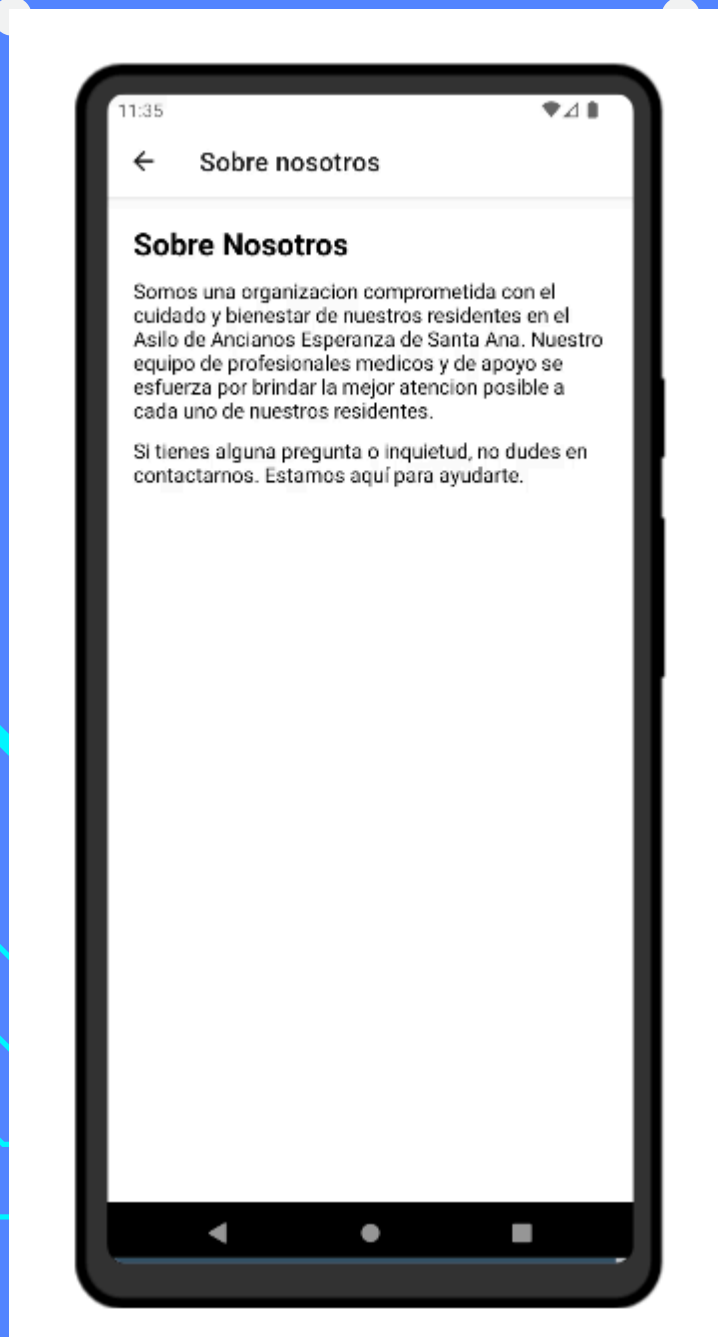 11:35
Sobre nosotros
Sobre Nosotros
Somos una organizacion comprometida con el
cuidado y bienestar de nuestros residentes en el
Asilo de Ancianos Esperanza de Santa Ana. Nuestro
equipo de profesionales medicos y de apoyo se
esfuerza por brindar la mejor atencion posible a
cada uno de nuestros residentes.
Si tienes alguna pregunta o inquietud, no dudes en
contactarnos. Estamos aquí para ayudarte.